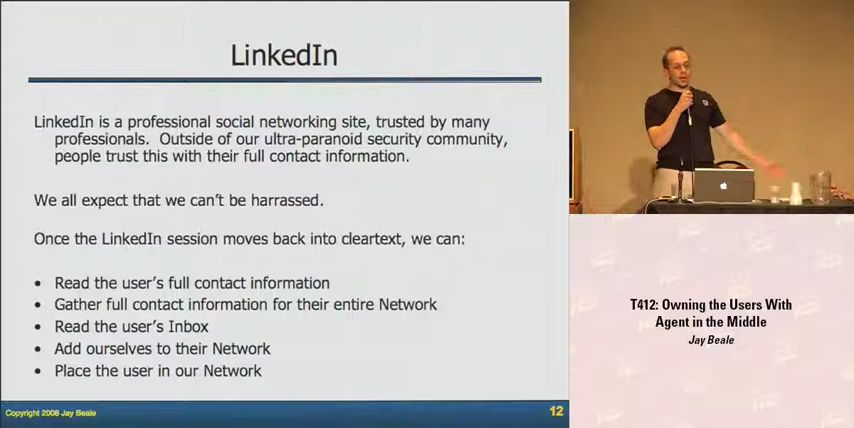 LinkedIn
LinkedIn is a professional social networking site, trusted by many
professionals. Outside of our ultra-paranoid security community,
people trust this with their full contact information.
We all expect that we can't be harrassed.
Once the LinkedIn session moves back into cleartext, we can:
• Read the user's full contact information
• Gather full contact information for their entire Network
• Read the user's Inbox
• Add ourselves to their Network
• Place the user in our Network
Copyright 2008 Jay Beale
12
T412: Owning the Users With
Agent in the Middle
Jay Beale